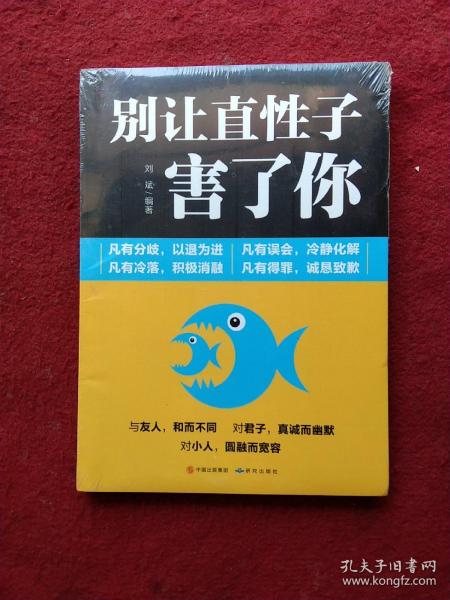 别让直性子
害了你
刘斌/编著
凡有分歧，以退为进 凡有误会，冷静化解
凡有冷落，积极消融 凡有得罪，诚恳致歉
与友人，和而不同 对君子，真诚而幽默
对小人，圆融而宽容
中国出版集团 研究出版社
孔夫子旧书网
www.kongfz.com